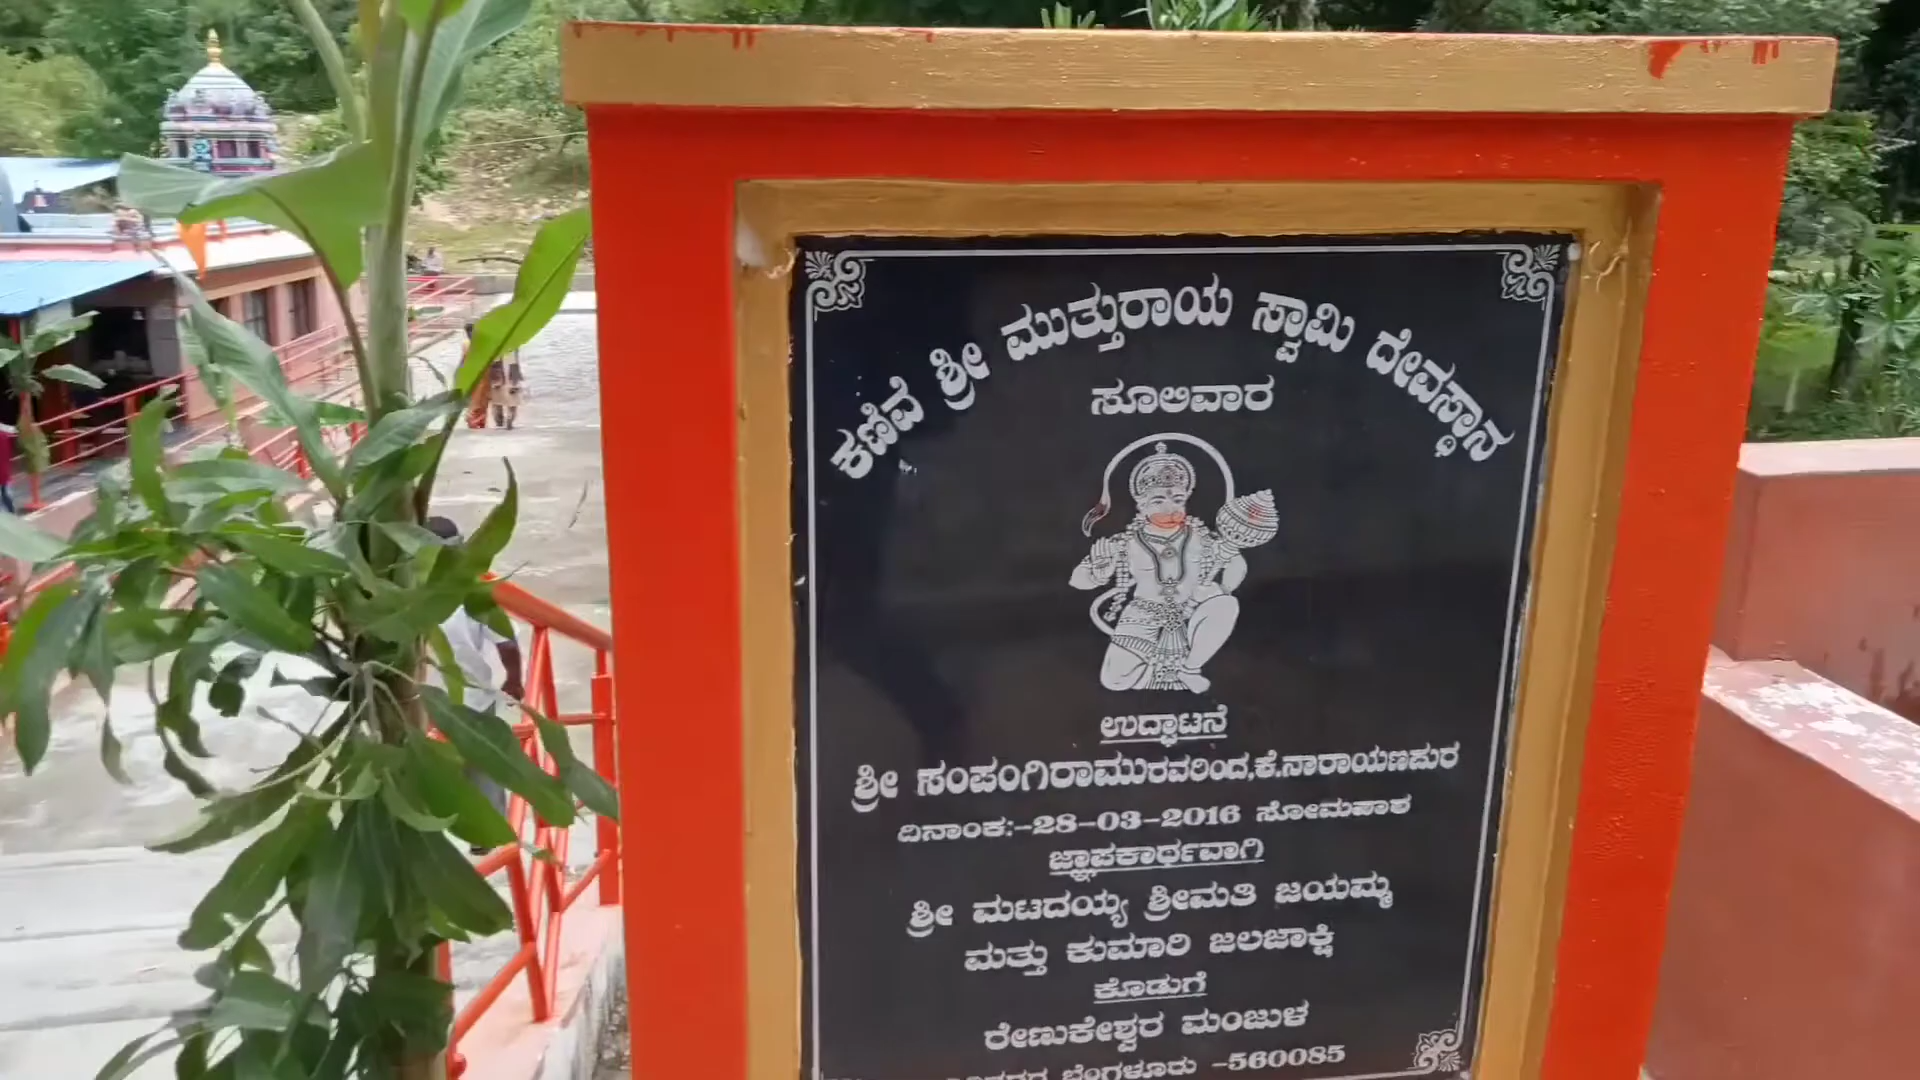 ಕಣಿವೆ ಶ್ರೀ ಮುತ್ತುರಾಯ ಸ್ವಾಮಿ ದೇವಸ್ಥಾನ
ಸೂಲಿವಾರ
ಉದ್ಘಾಟನೆ
ಶ್ರೀ ಸಂಪಂಗಿರಾಮುರವರಿಂದ,ಕೆ.ನಾರಾಯಣಪುರ
ದಿನಾಂಕ:-28-03-2016 ಸೋಮವಾರ
ಜ್ಞಾಪಕಾರ್ಥವಾಗಿ
ಶ್ರೀ ಮಟದಯ್ಯ ಶ್ರೀಮತಿ ಜಯಮ್ಮ
ಮತ್ತು ಕುಮಾರಿ ಜಲಜಾಕ್ಷಿ
ಕೊಡುಗೆ
ರೇಣುಕೇಶ್ವರ ಮಂಜುಳ
ಬೆಂಗಳೂರು -560085